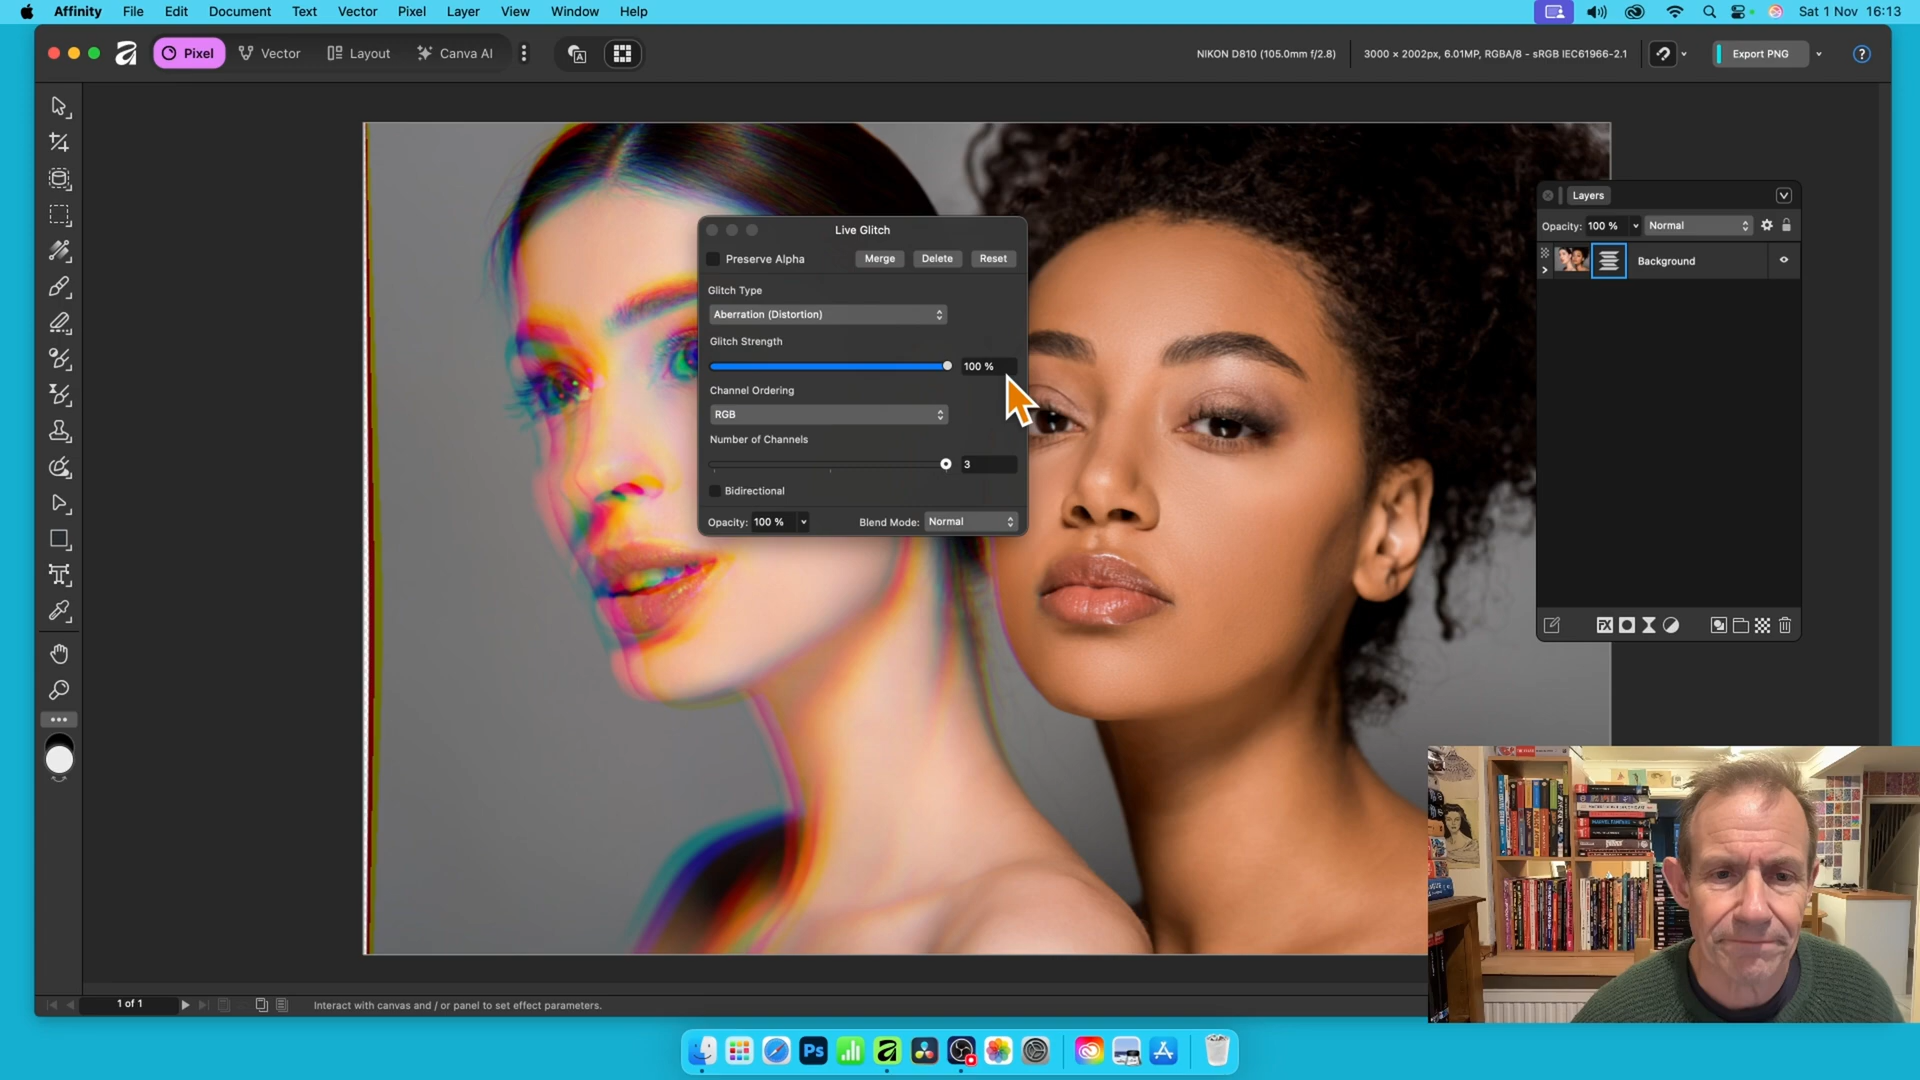 Affinity File Edit Document Text Vector Pixel Layer View Window Help Sat 1 Nov 16:13
Pixel Vector Layout Canva AI NIKON D810 (105.0mm f/2.8) 3000 × 2002px, 6.01MP, RGBA/8 - sRGB IEC61966-2.1 Export PNG ?
Layers
Opacity: 100 % Normal
Background
Live Glitch
Preserve Alpha Merge Delete Reset
Glitch Type
Aberration (Distortion)
Glitch Strength
100 %
Channel Ordering
RGB
Number of Channels
3
Bidirectional
Opacity: 100 % Blend Mode: Normal
FX
1 of 1 Interact with canvas and / or panel to set effect parameters.
Ps